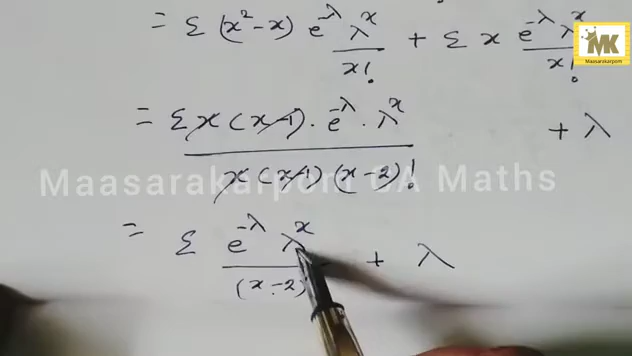 = Σ (x² - x) e^-λ λ^x / x! + Σ x e^-λ λ^x / x!
MK
Maasarakarpom
= Σ x (x-1) . e^-λ . λ^x / x (x-1) (x-2)! + λ
Maasarakarpom CA Maths
= Σ e^-λ λ^x / (x-2) + λ